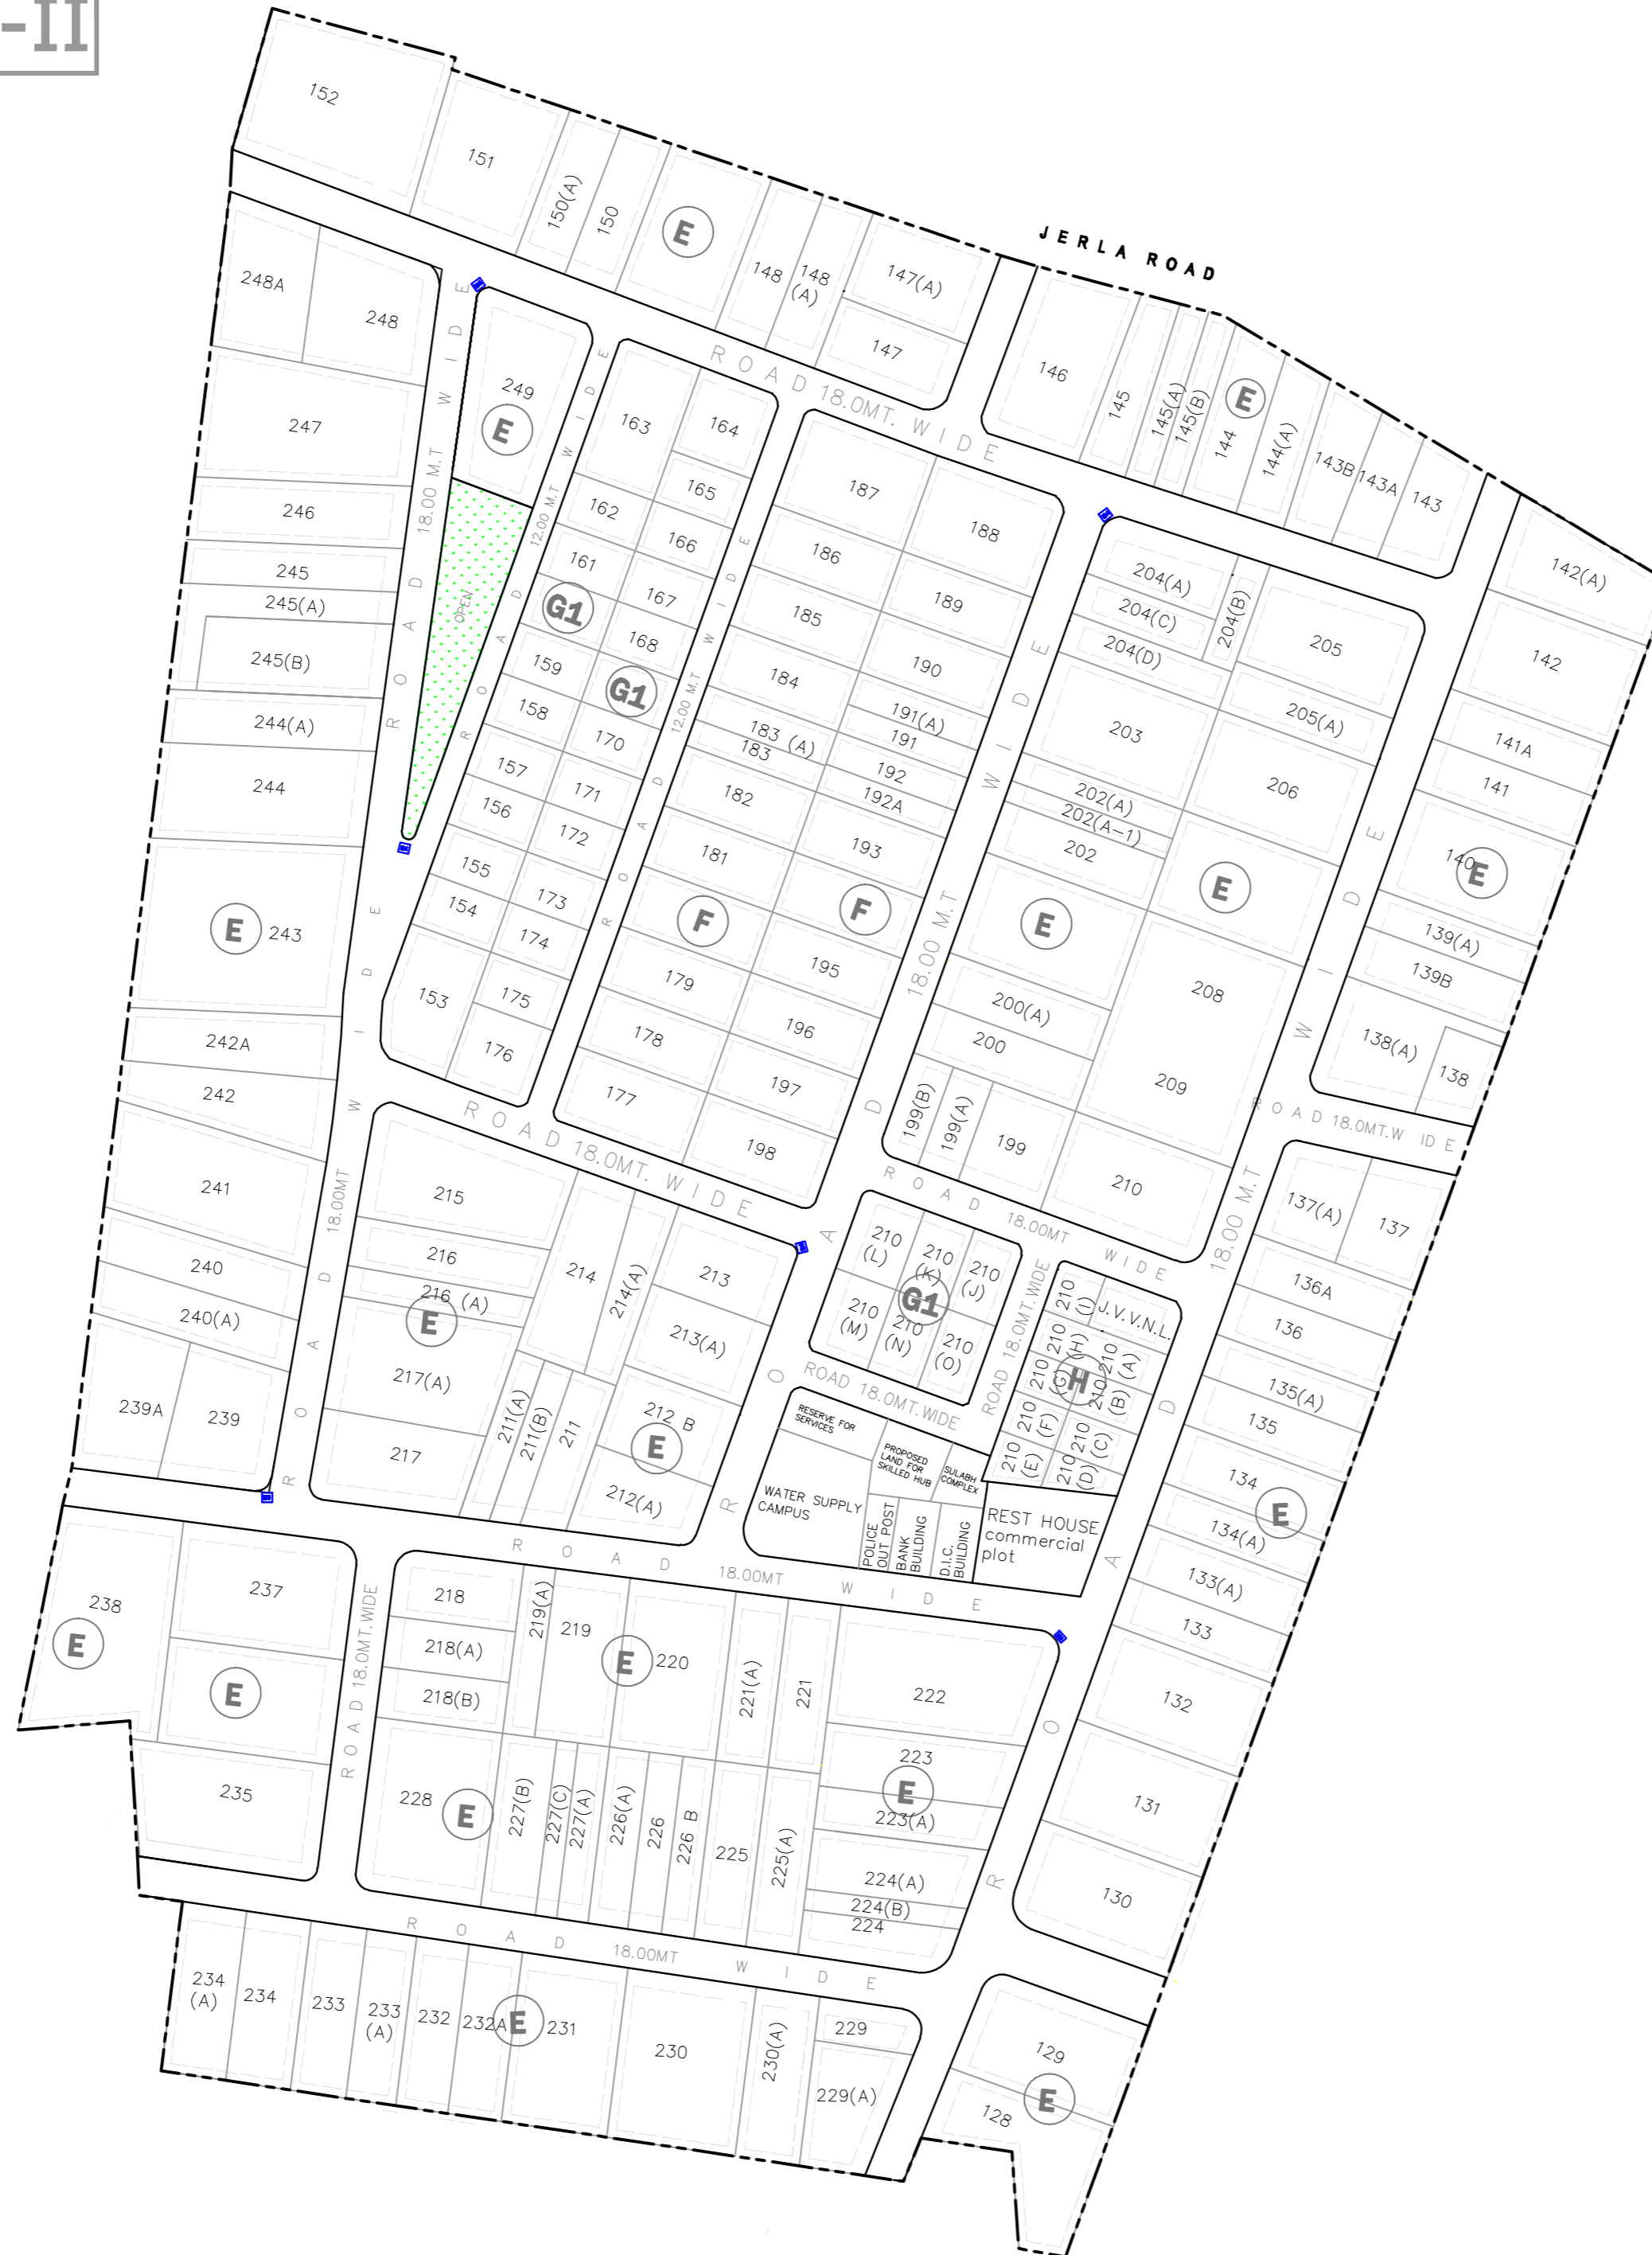 -II
152
151
150(A)
150
E
148
148
(A)
147(A)
147
JERLA ROAD
146
145
145(A)
145(B)
144
E
144(A)
143B
143A
143
142(A)
142
141A
141
140
E
139(A)
139B
138(A)
138
ROAD 18.0MT.WIDE
137(A)
137
136A
136
135(A)
135
134
E
134(A)
133(A)
133
132
131
130
129
E
128
ROAD 18.0MT. WIDE
248A
248
247
246
245
245(A)
245(B)
244(A)
244
E
243
242A
242
241
240
240(A)
239A
239
ROAD 18.00 M.T WIDE
ROAD 18.00MT WIDE
249
E
OPEN
ROAD 12.00 M.T WIDE
163
164
165
162
166
161
167
G1
168
159
G1
158
170
157
171
156
172
155
173
154
174
153
175
176
ROAD 12.00 M.T WIDE
187
188
186
189
185
190
184
191(A)
183 (A)
191
183
192
182
192A
181
193
F
F
179
195
178
196
177
197
198
ROAD 18.00 M.T WIDE
204(A)
204(C)
204(B)
204(D)
205
205(A)
203
206
202(A)
202(A-1)
202
E
E
200(A)
208
200
209
199(B)
199(A)
199
210
ROAD 18.00 M.T WIDE
ROAD 18.0MT. WIDE
ROAD 18.00MT WIDE
215
216
216 (A)
E
217(A)
217
214
214(A)
213
213(A)
211(A)
211(B)
211
212 B
E
212(A)
210
(L)
210
(K)
210
(J)
G1
210
(M)
210
(N)
210
(O)
ROAD 18.0MT.WIDE
ROAD 18.0MT.WIDE
210
(I)
J.V.V.N.L.
210
(H)
210
(A)
210
(G)
H
210
(B)
210
(F)
210
(C)
210
(E)
210
(D)
RESERVE FOR
SERVICES
PROPOSED
LAND FOR
SKILLED HUB
SULABH
COMPLEX
WATER SUPPLY
CAMPUS
POLICE
OUT POST
BANK
BUILDING
D.I.C.
BUILDING
REST HOUSE
commercial
plot
ROAD 18.00MT WIDE
238
E
237
E
235
ROAD 18.0MT.WIDE
218
218(A)
218(B)
219(A)
219
E
220
221(A)
221
222
223
E
223(A)
228
E
227(B)
227(C)
227(A)
226(A)
226
226 B
225
225(A)
224(A)
224(B)
224
ROAD 18.00MT WIDE
234
(A)
234
233
233
(A)
232
232A
E
231
230
230(A)
229
229(A)